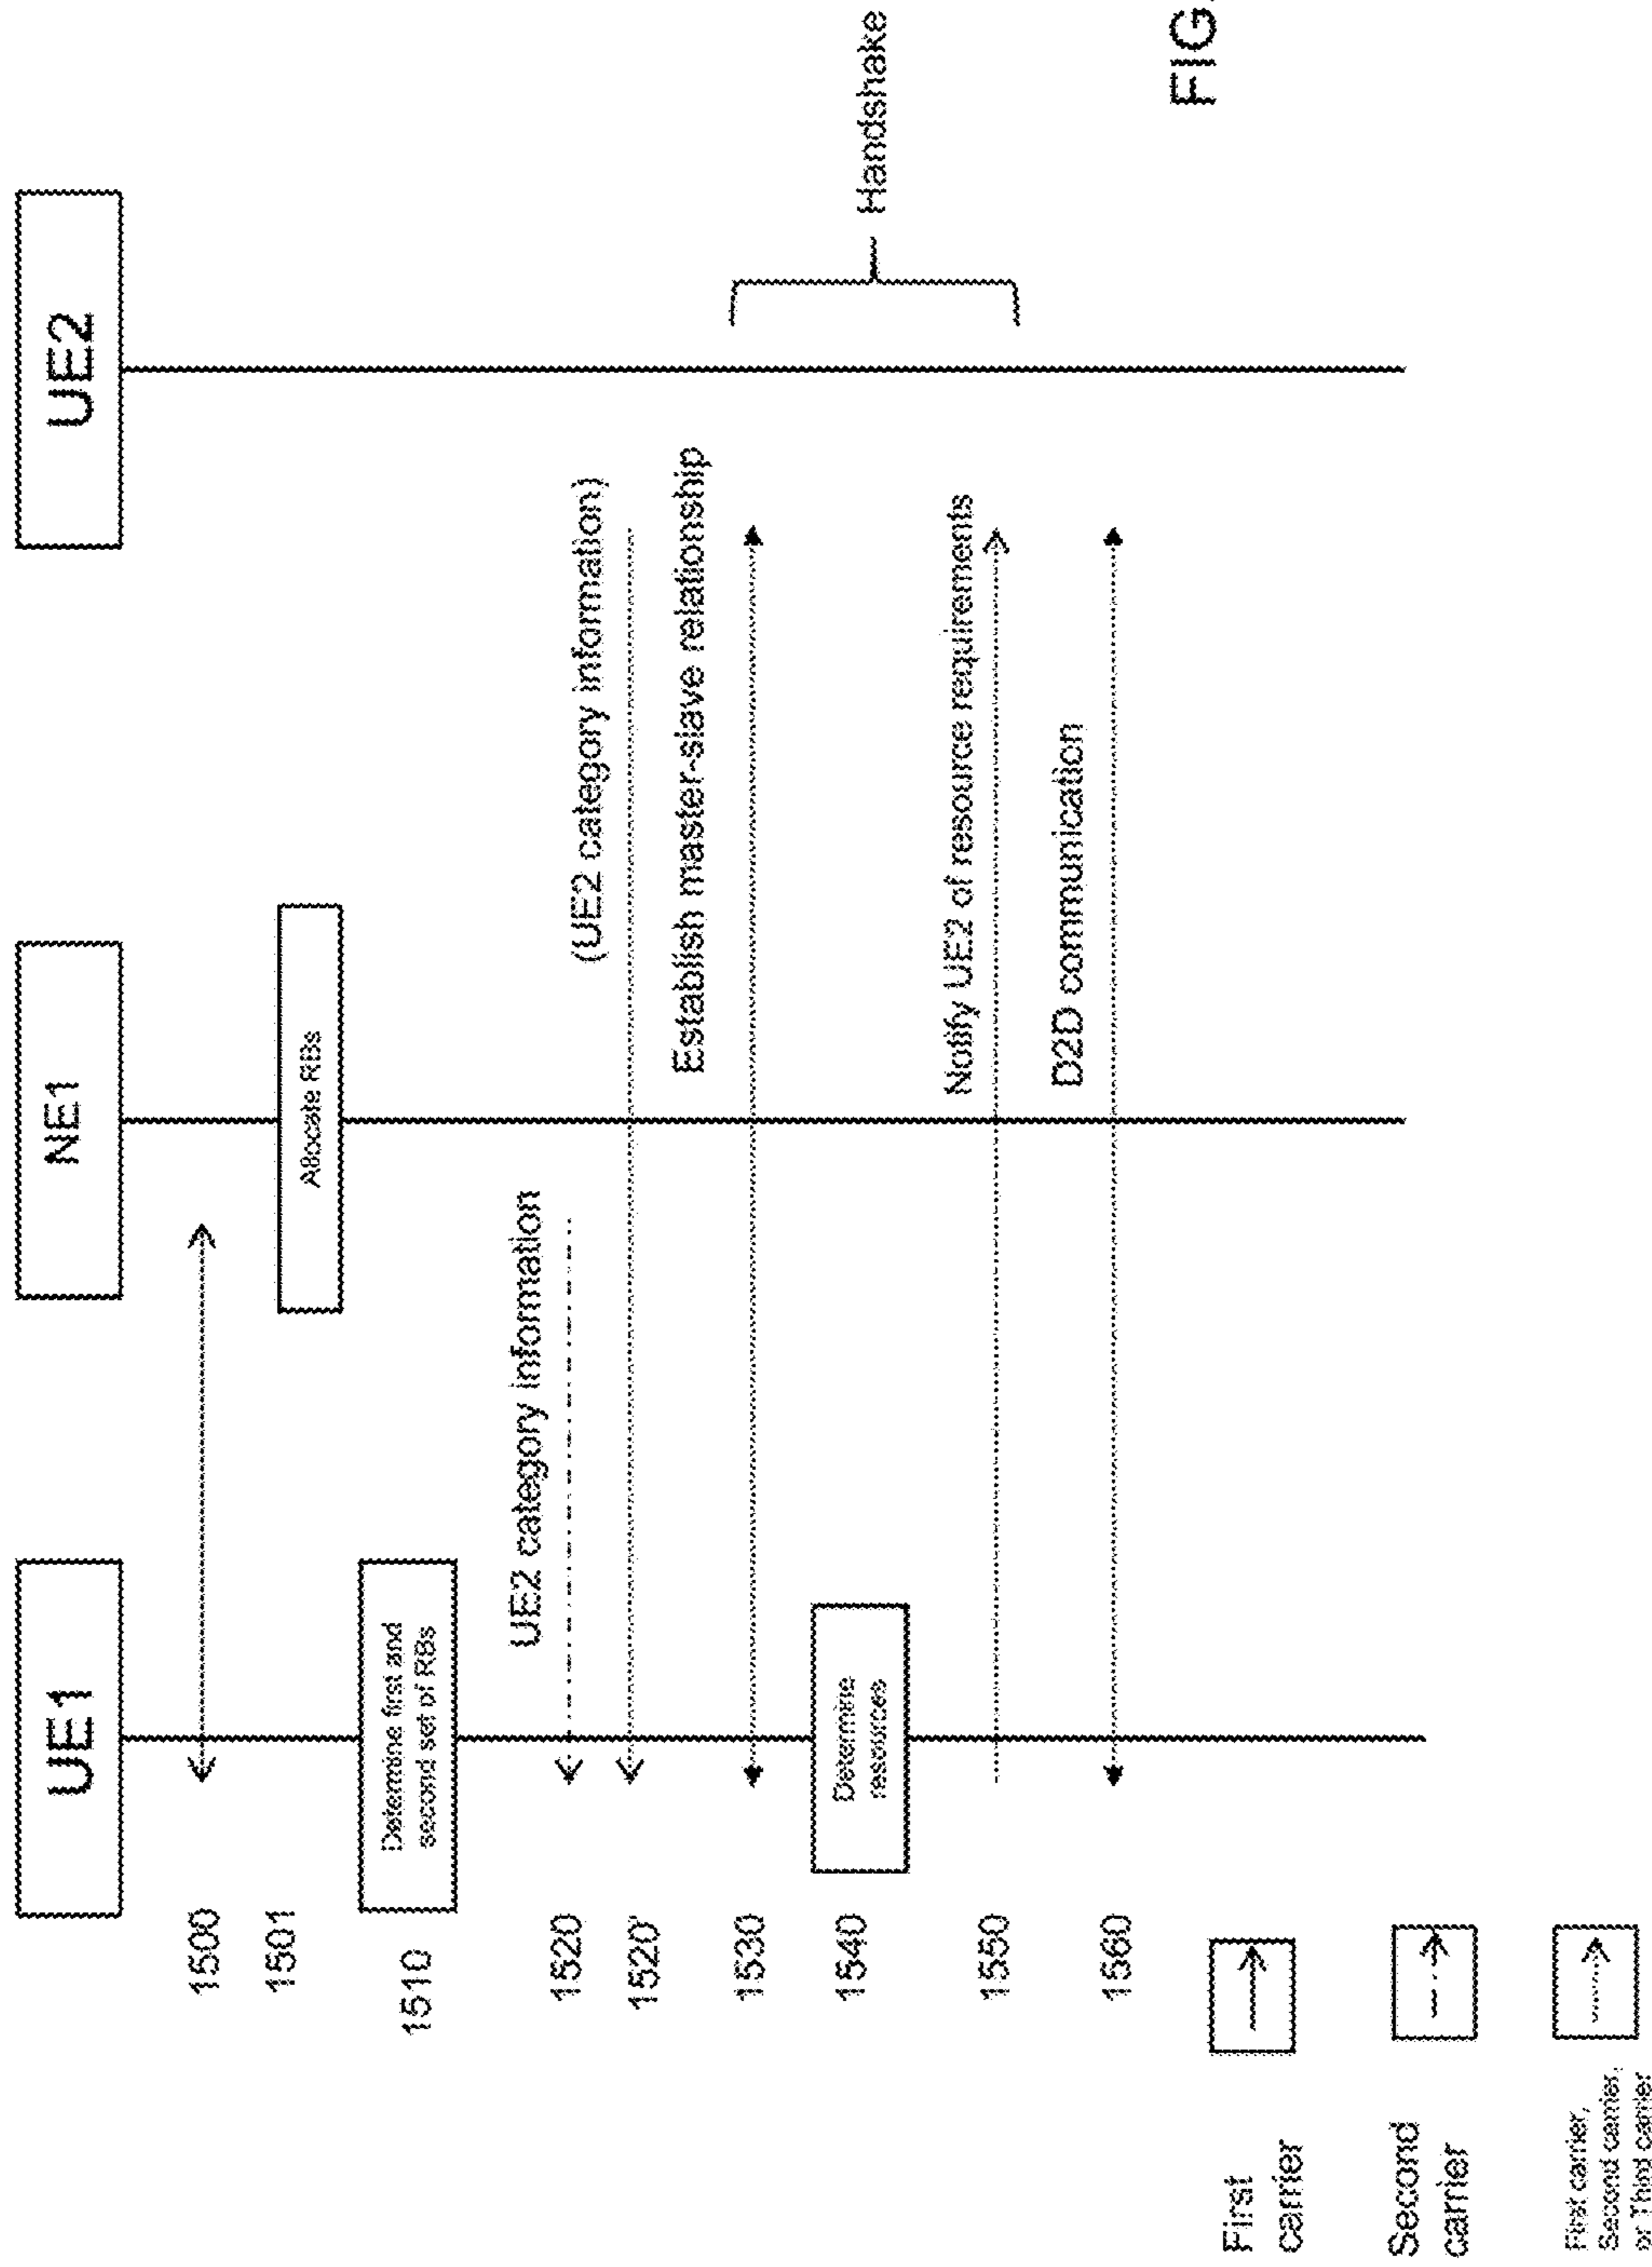 UE1
NE1
UE2
1500
1501
Allocate RBs
1510
Determine first and
second set of RBs
1520
UE2 category information
1520'
(UE2 category information)
1530
Establish master-slave relationship
1540
Determine
resources
Handshake
1550
Notify UE2 of resource requirements
1560
D2D communication
First
carrier
Second
carrier
First carrier,
Second carrier,
or Third carrier
FIG.